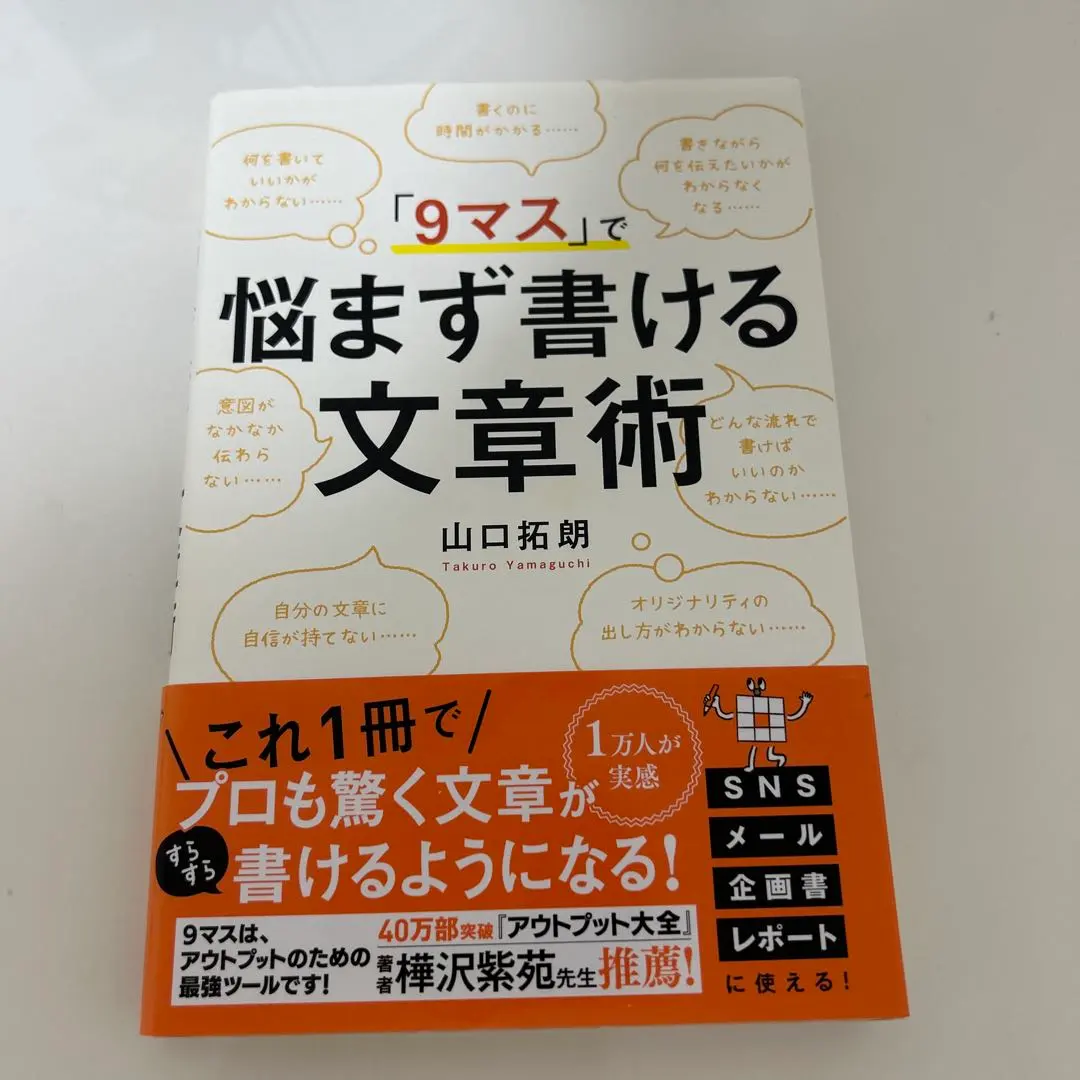 書くのに
時間がかかる……
何を書いて
いいかが
わからない……
書きながら
何を伝えたいかが
わからなく
なる……
「9マス」で
悩まず書ける
文章術
意図が
なかなか
伝わら
ない……
どんな流れで
書けば
いいのか
わからない……
山口拓朗
Takuro Yamaguchi
自分の文章に
自信が持てない……
オリジナリティの
出し方がわからない……
これ1冊で
プロも驚く文章が
すら
すら
書けるようになる!
1万人が
実感
SNS
メール
企画書
レポート
に使える!
9マスは、
アウトプットのための
最強ツールです!
40万部突破『アウトプット大全』
著者 樺沢紫苑先生 推薦!